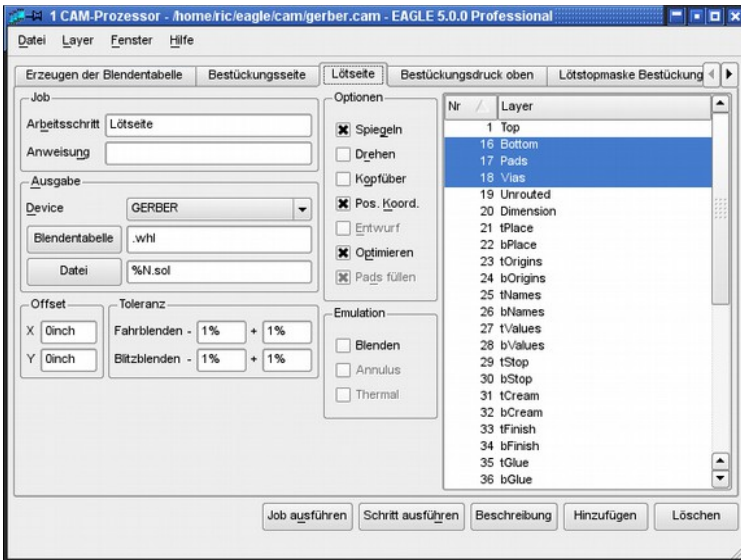 1 CAM-Prozessor - /home/ric/eagle/cam/gerber.cam - EAGLE 5.0.0 Professional
Datei Layer Fenster Hilfe
Erzeugen der Blendentabelle Bestückungsseite Lötseite Bestückungsdruck oben Lötstopmaske Bestückung
Job
Arbeitsschritt Lötseite
Anweisung
Ausgabe
Device GERBER
Blendentabelle .whl
Datei %N.sol
Offset
X 0inch
Y 0inch
Toleranz
Fahrblenden - 1% + 1%
Blitzblenden - 1% + 1%
Optionen
Spiegeln
Drehen
Kopfüber
Pos. Koord.
Entwurf
Optimieren
Pads füllen
Emulation
Blenden
Annulus
Thermal
Nr Layer
1 Top
16 Bottom
17 Pads
18 Vias
19 Unrouted
20 Dimension
21 tPlace
22 bPlace
23 tOrigins
24 bOrigins
25 tNames
26 bNames
27 tValues
28 bValues
29 tStop
30 bStop
31 tCream
32 bCream
33 tFinish
34 bFinish
35 tGlue
36 bGlue
Job ausführen Schritt ausführen Beschreibung Hinzufügen Löschen